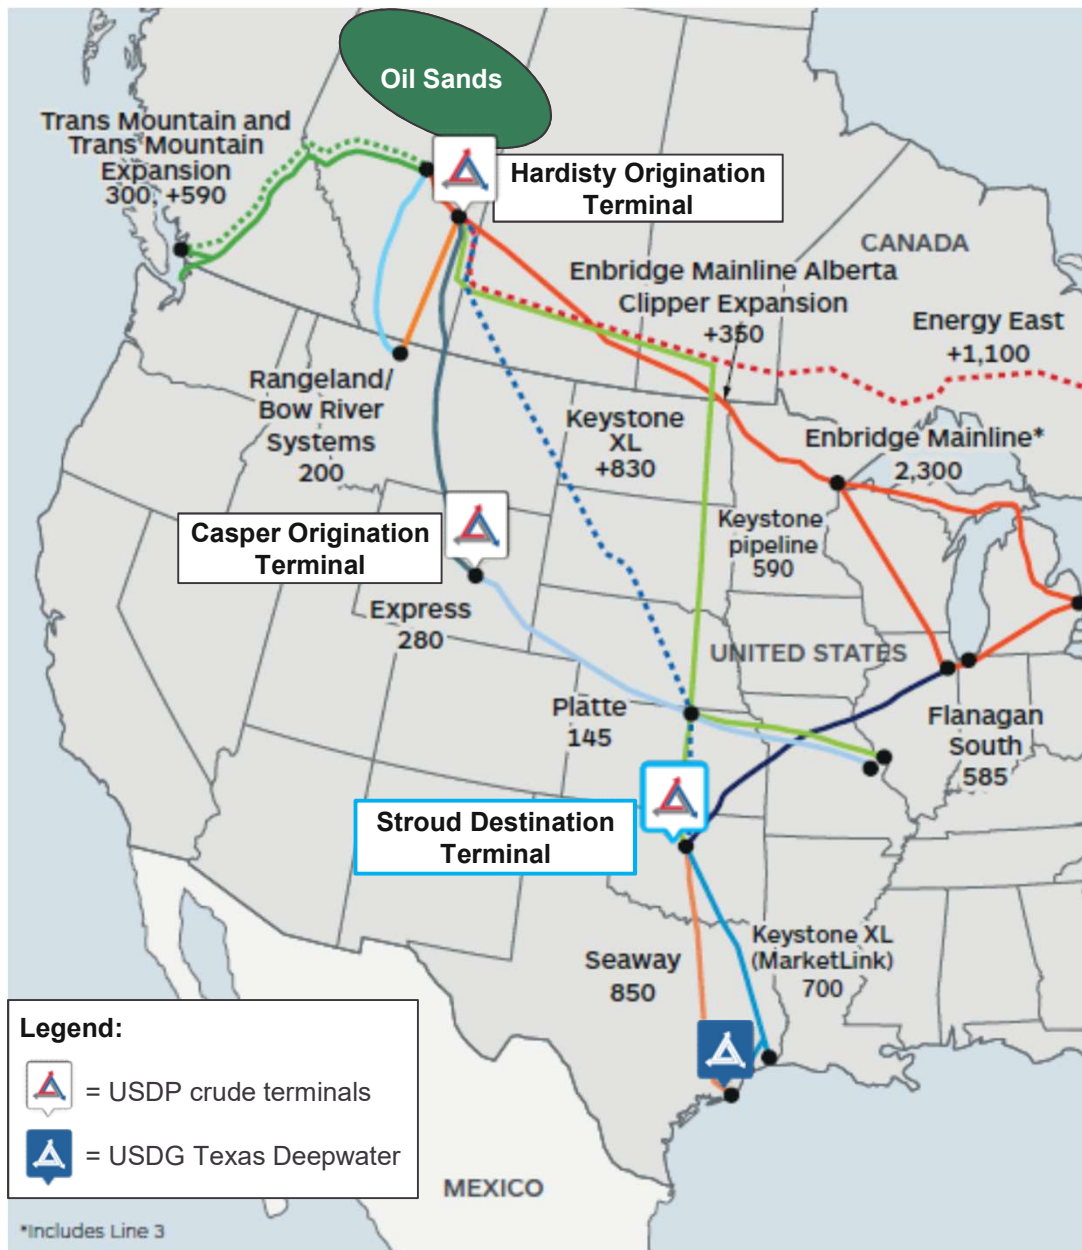 Oil Sands
Trans Mountain and
Trans Mountain
Expansion
300, +590
Hardisty Origination
Terminal
CANADA
Enbridge Mainline Alberta
Clipper Expansion
+350
Energy East
+1,100
Rangeland/
Bow River
Systems
200
Keystone
XL
+830
Enbridge Mainline*
2,300
Casper Origination
Terminal
Keystone
pipeline
590
Express
280
UNITED STATES
Platte
145
Flanagan
South
585
Stroud Destination
Terminal
Seaway
850
Keystone XL
(MarketLink)
700
Legend:
= USDP crude terminals
= USDG Texas Deepwater
MEXICO
*Includes Line 3